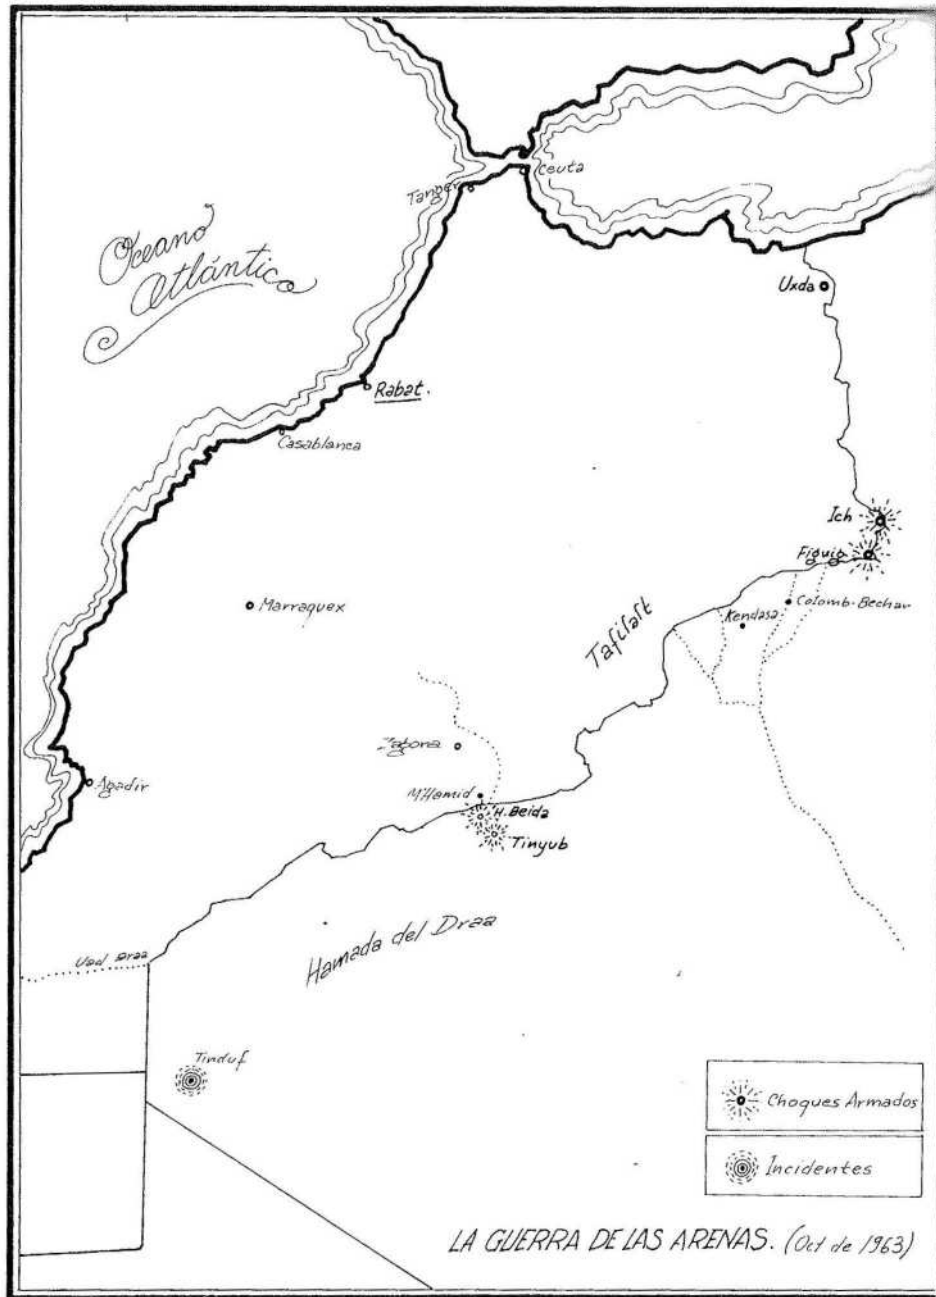 Oceano
Atlántico
Tanger
Ceuta
Uxda
Rabat.
Casablanca
Ich
Figuig
Colomb-Bechar
Kendasa
Marraquex
Tafilalt
Zagora
Agadir
M'Hamid
H. Beida
Tinyub
Hamada del Draa
Uad Draa
Tinduf
Choques Armados
Incidentes
LA GUERRA DE LAS ARENAS. (Oct de 1963)